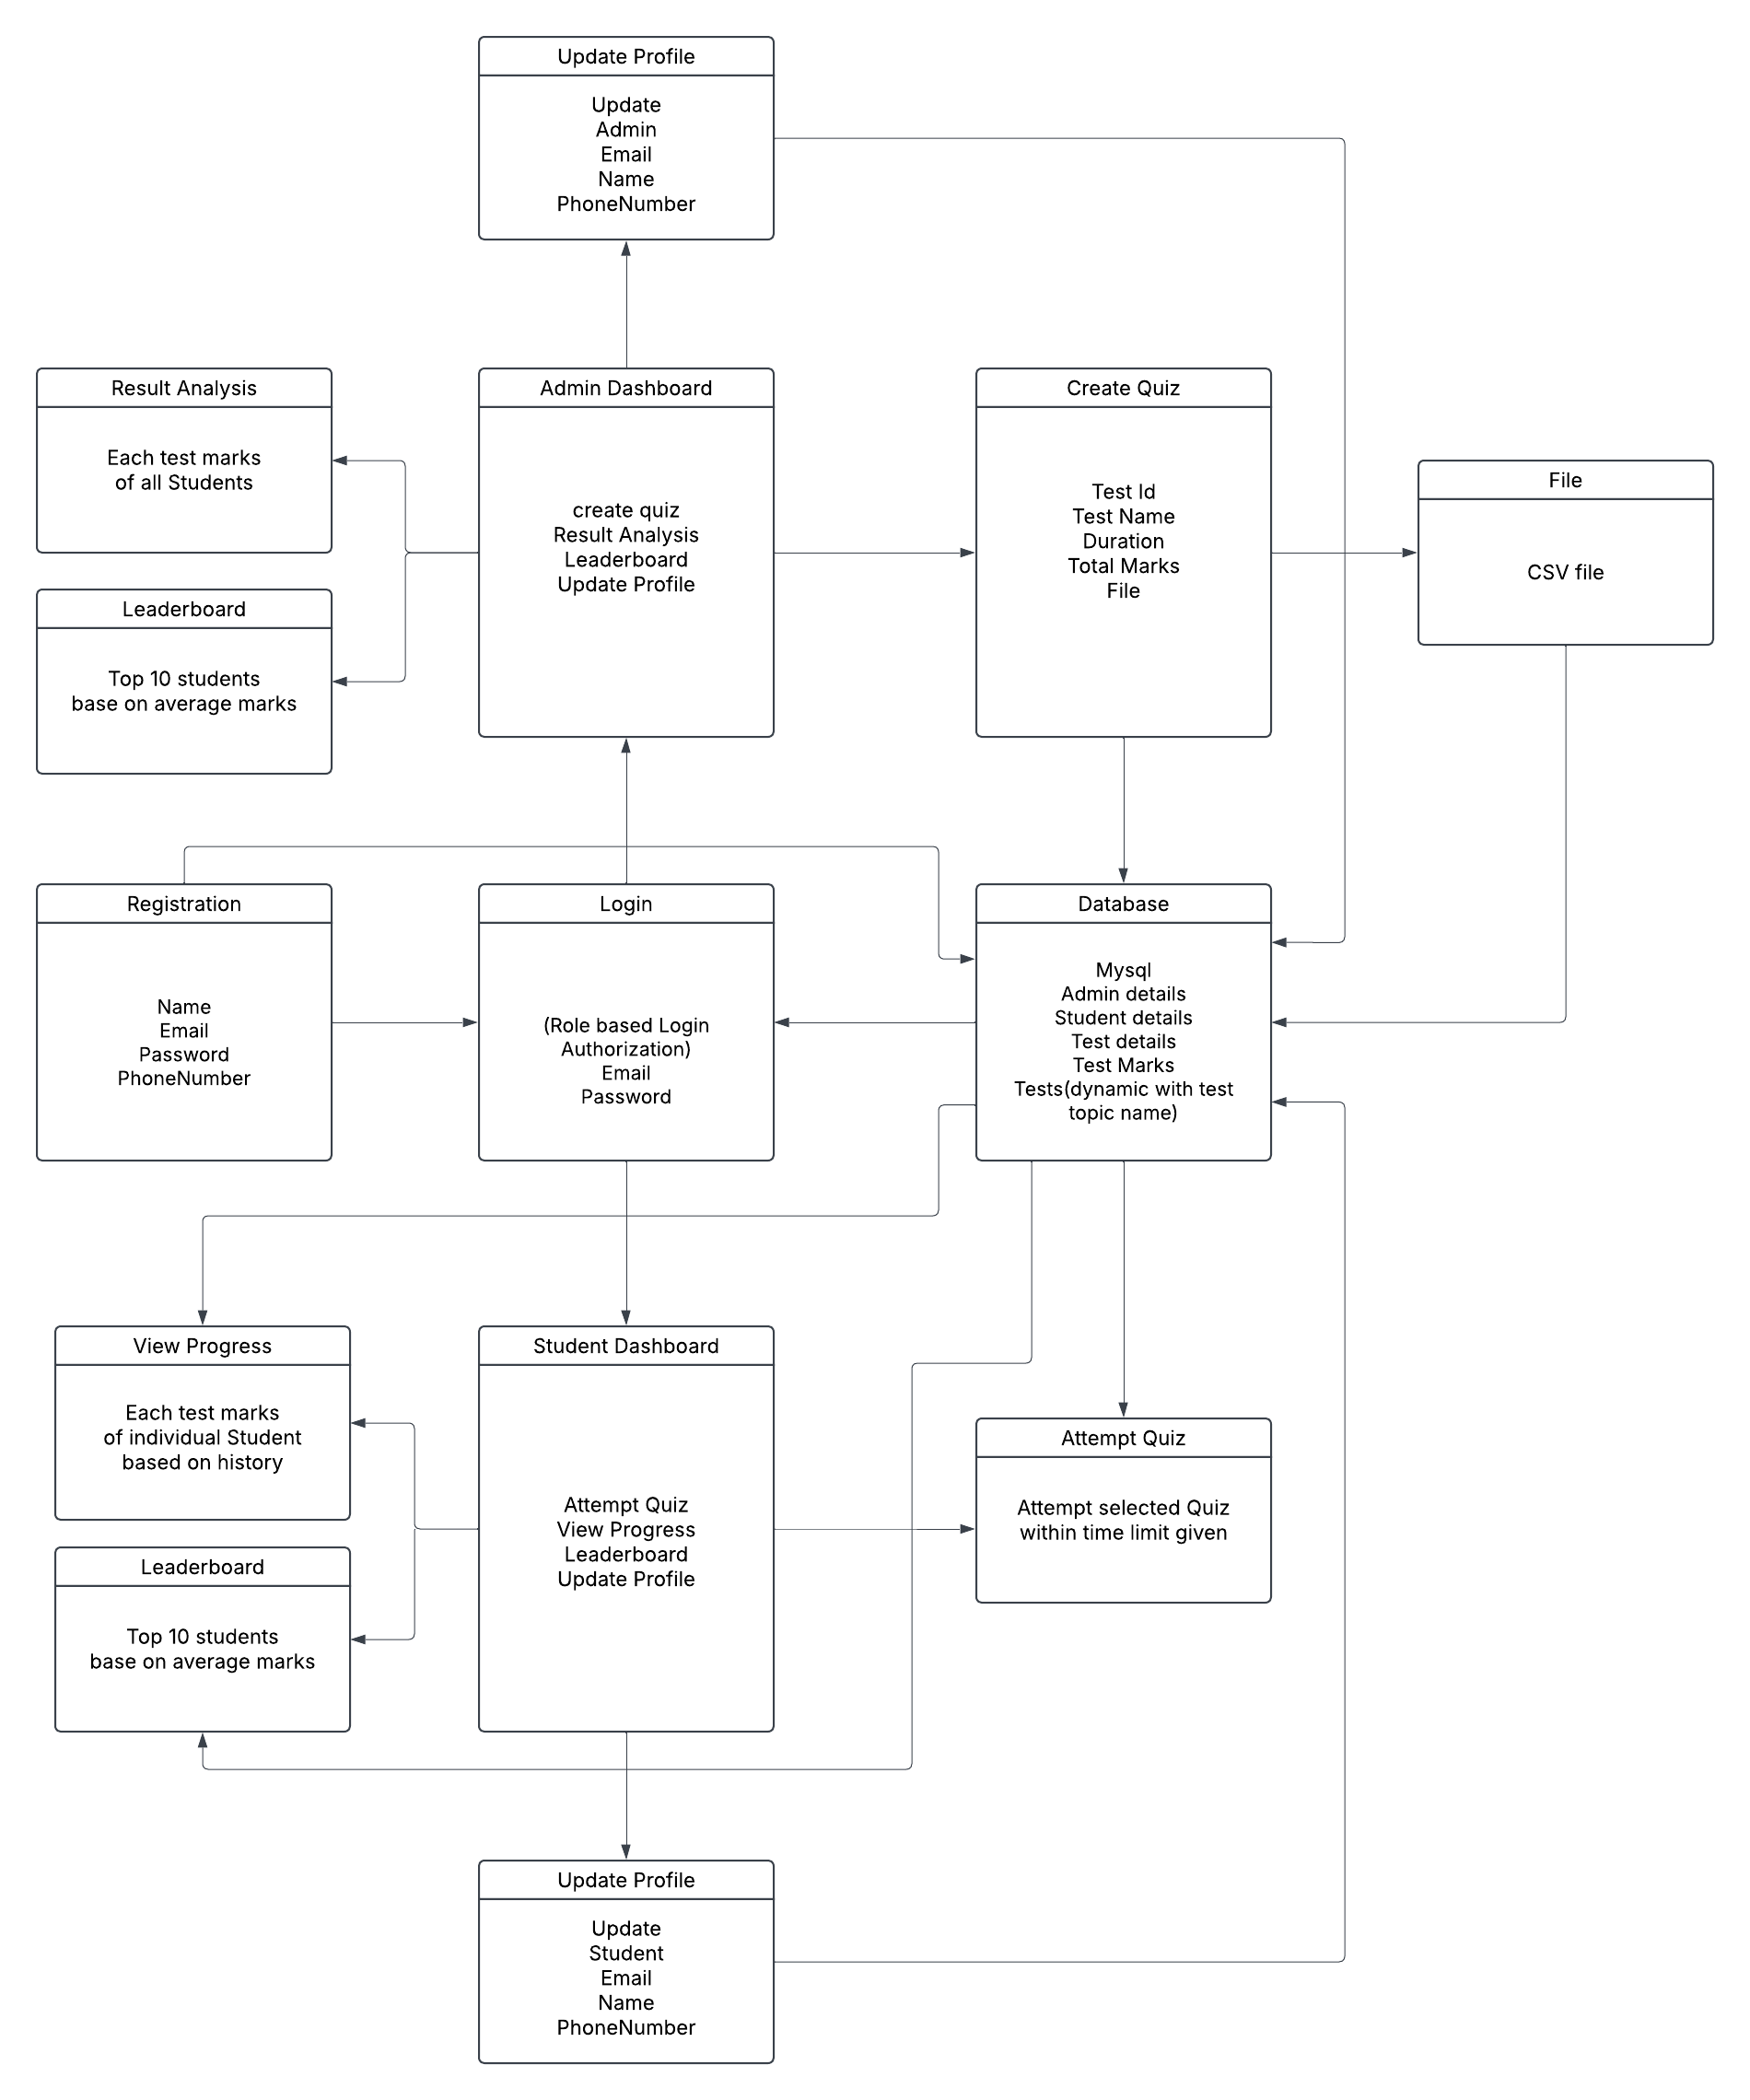 Update Profile
Update
Admin
Email
Name
PhoneNumber
Result Analysis
Each test marks
of all Students
Leaderboard
Top 10 students
base on average marks
Admin Dashboard
create quiz
Result Analysis
Leaderboard
Update Profile
Create Quiz
Test Id
Test Name
Duration
Total Marks
File
File
CSV file
Registration
Name
Email
Password
PhoneNumber
Login
(Role based Login
Authorization)
Email
Password
Database
Mysql
Admin details
Student details
Test details
Test Marks
Tests(dynamic with test
topic name)
View Progress
Each test marks
of individual Student
based on history
Leaderboard
Top 10 students
base on average marks
Student Dashboard
Attempt Quiz
View Progress
Leaderboard
Update Profile
Attempt Quiz
Attempt selected Quiz
within time limit given
Update Profile
Update
Student
Email
Name
PhoneNumber